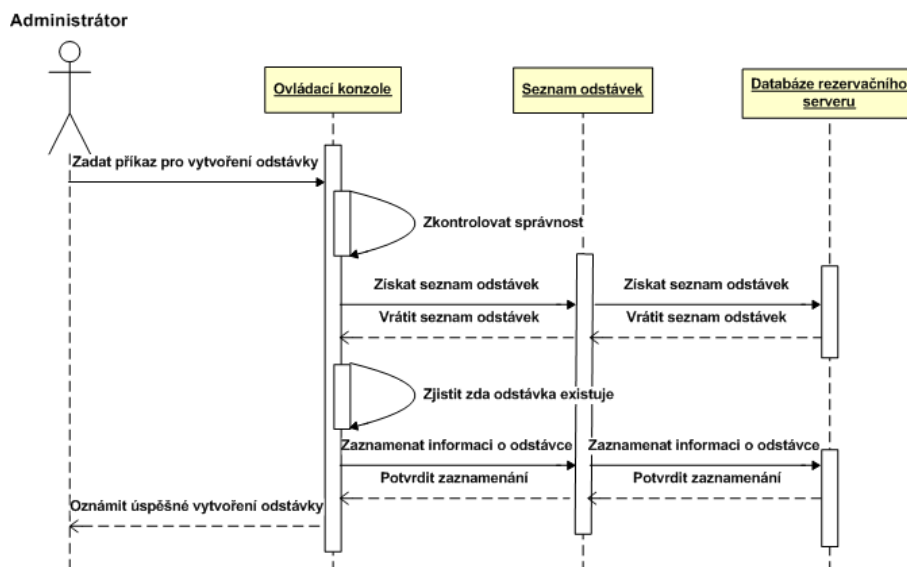 Administrátor
Ovládací konzole
Seznam odstávek
Databáze rezervačního
serveru
Zadat příkaz pro vytvoření odstávky
Zkontrolovat správnost
Získat seznam odstávek
Získat seznam odstávek
Vrátit seznam odstávek
Vrátit seznam odstávek
Zjistit zda odstávka existuje
Zaznamenat informaci o odstávce
Zaznamenat informaci o odstávce
Potvrdit zaznamenání
Potvrdit zaznamenání
Oznámit úspěšné vytvoření odstávky